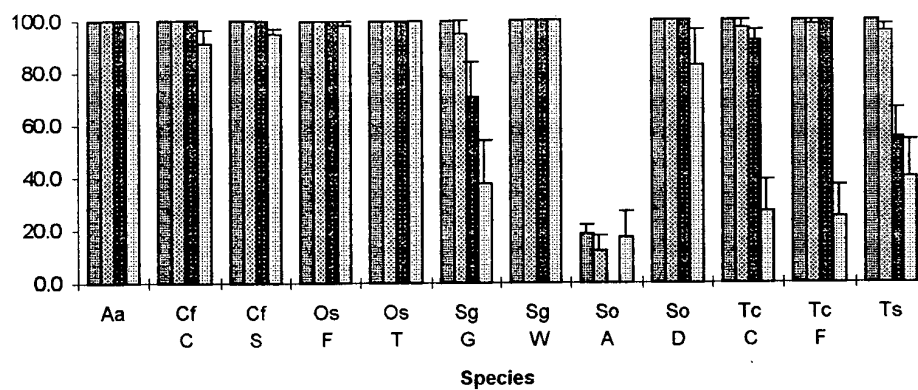 100.0
80.0
60.0
40.0
20.0
0.0
Aa Cf Cf Os Os Sg Sg So So Tc Tc Ts
C S F T G W A D C F
Species